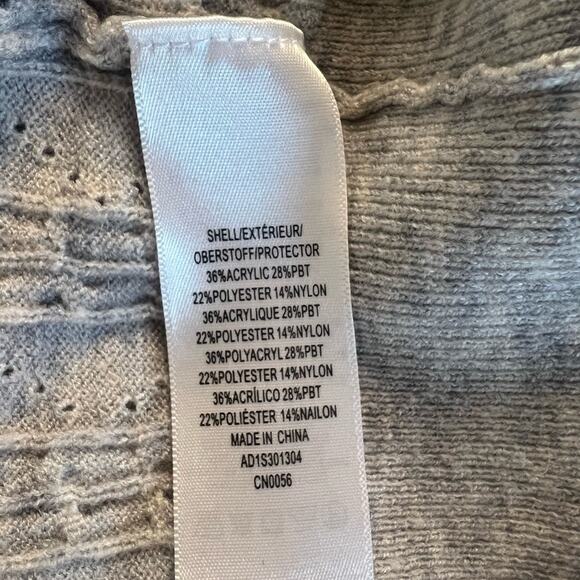 SHELL/EXTÉRIEUR/
OBERSTOFF/PROTECTOR
36%ACRYLIC 28%PBT
22%POLYESTER 14%NYLON
36%ACRYLIQUE 28%PBT
22%POLYESTER 14%NYLON
36%POLYACRYL 28%PBT
22%POLYESTER 14%NYLON
36%ACRÍLICO 28%PBT
22%POLIÉSTER 14%NAILON
MADE IN CHINA
AD1S301304
CN0056